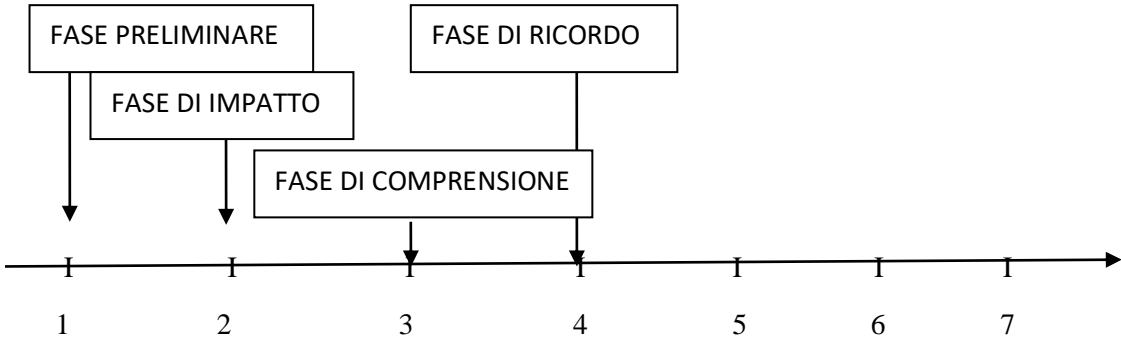 FASE PRELIMINARE
FASE DI RICORDO
FASE DI IMPATTO
FASE DI COMPRENSIONE
I I I I I I I
1 2 3 4 5 6 7